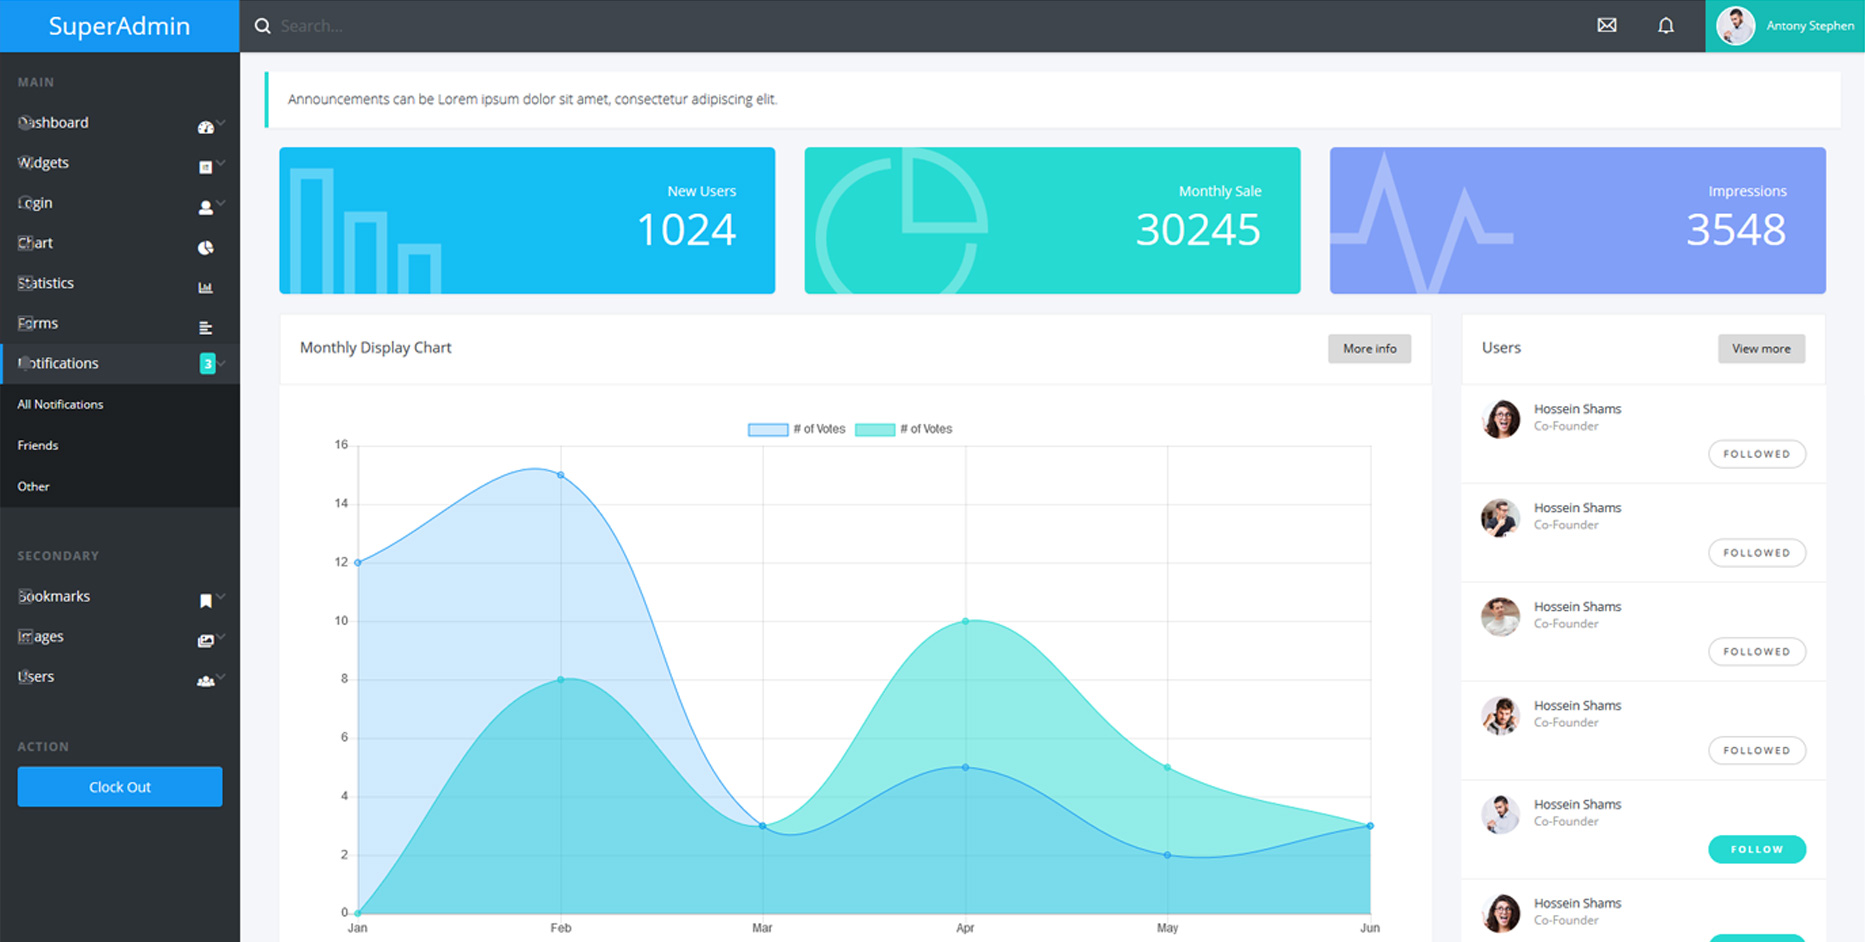 SuperAdmin
Search...
Antony Stephen
MAIN
Dashboard
Widgets
Login
Chart
Statistics
Forms
Notifications
3
All Notifications
Friends
Other
SECONDARY
Bookmarks
Images
Users
ACTION
Clock Out
Announcements can be Lorem ipsum dolor sit amet, consectetur adipiscing elit.
New Users
1024
Monthly Sale
30245
Impressions
3548
Monthly Display Chart
More info
# of Votes
# of Votes
16
14
12
10
8
6
4
2
0
Jan
Feb
Mar
Apr
May
Jun
Users
View more
Hossein Shams
Co-Founder
FOLLOWED
Hossein Shams
Co-Founder
FOLLOWED
Hossein Shams
Co-Founder
FOLLOWED
Hossein Shams
Co-Founder
FOLLOWED
Hossein Shams
Co-Founder
FOLLOW
Hossein Shams
Co-Founder